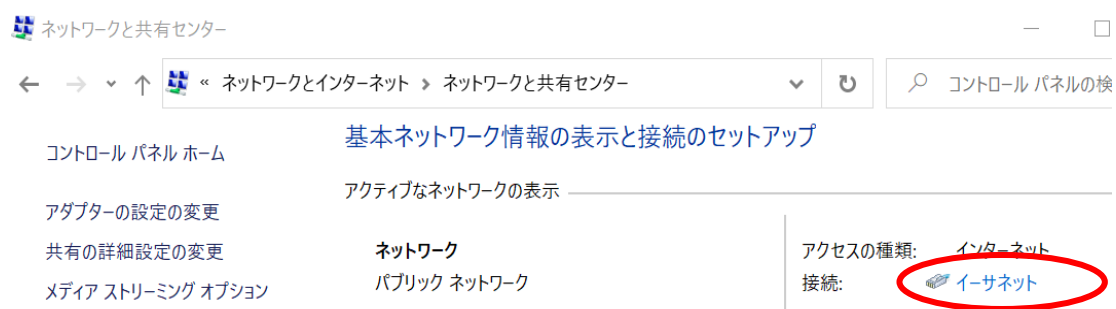 ネットワークと共有センター
« ネットワークとインターネット › ネットワークと共有センター
コントロール パネルの検
コントロール パネル ホーム
アダプターの設定の変更
共有の詳細設定の変更
メディア ストリーミング オプション
基本ネットワーク情報の表示と接続のセットアップ
アクティブなネットワークの表示
ネットワーク
パブリック ネットワーク
アクセスの種類: インターネット
接続: イーサネット